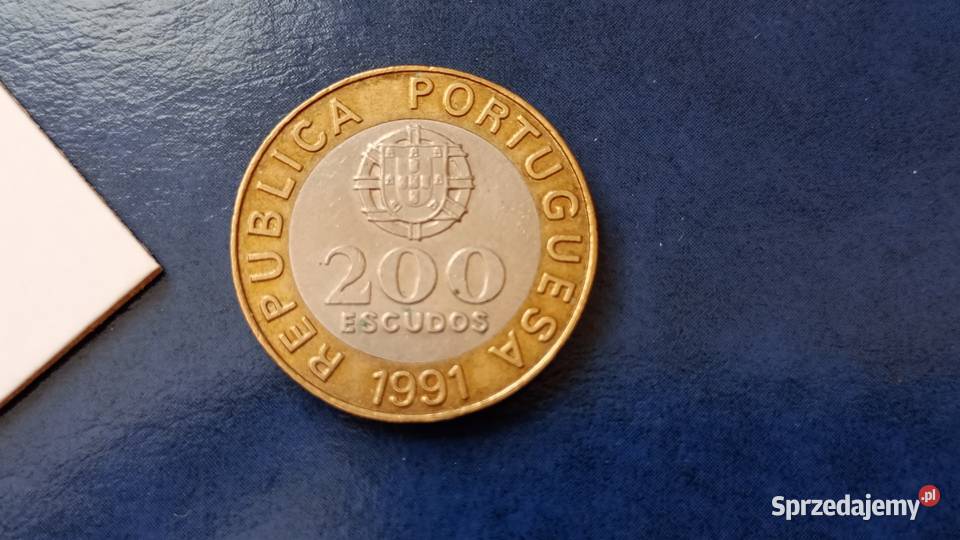 REPUBLICA PORTUGUESA
200
ESCUDOS
1991
Sprzedajemy.pl